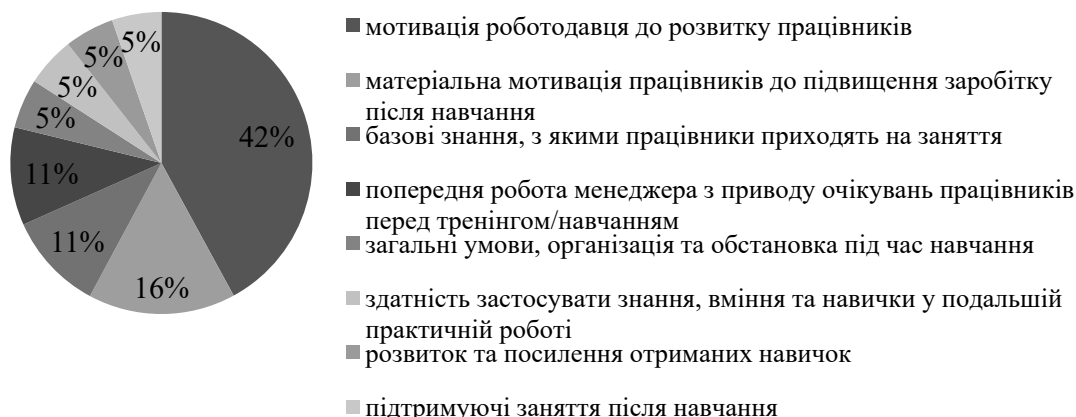 5%
5%
5%
5%
42%
11%
11%
16%
мотивація роботодавця до розвитку працівників
матеріальна мотивація працівників до підвищення заробітку
після навчання
базові знання, з якими працівники приходять на заняття
попередня робота менеджера з приводу очікувань працівників
перед тренінгом/навчанням
загальні умови, організація та обстановка під час навчання
здатність застосувати знання, вміння та навички у подальшій
практичній роботі
розвиток та посилення отриманих навичок
підтримуючі заняття після навчання